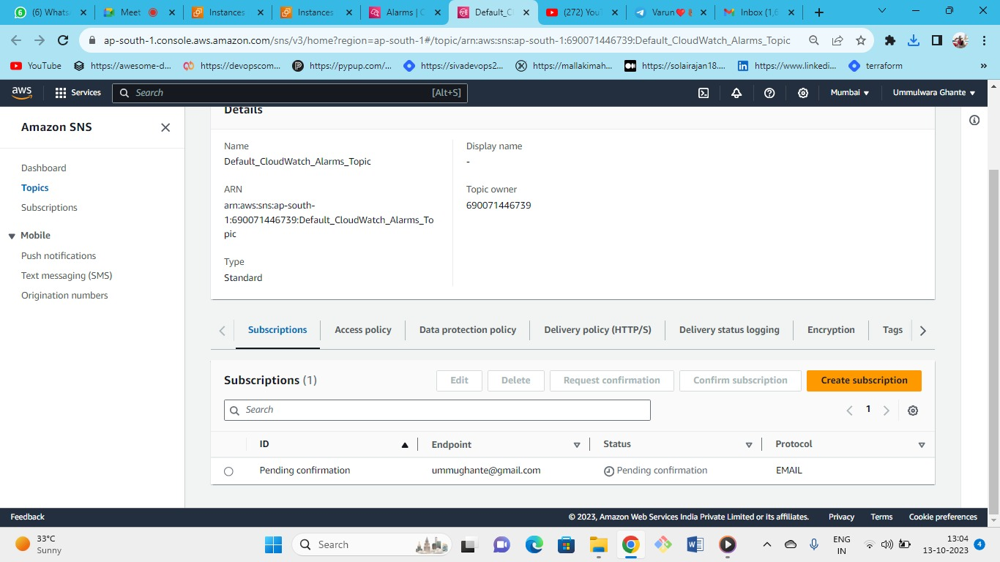 6
(6) Whats
Meet
Instances
Instances
Alarms | C
Default_Cl
(272) YouT
Varun
Inbox (1,6
ap-south-1.console.aws.amazon.com/sns/v3/home?region=ap-south-1#/topic/arn:aws:sns:ap-south-1:690071446739:Default_CloudWatch_Alarms_Topic
YouTube
https://awesome-d...
https://devopscom...
https://pypup.com/...
https://sivadevops2...
https://mallakimah...
https://solairajan18....
https://www.linkedi...
terraform
»
aws
Services
Search
[Alt+S]
Mumbai
Ummulwara Ghante
Amazon SNS
Dashboard
Topics
Subscriptions
Mobile
Push notifications
Text messaging (SMS)
Origination numbers
Details
Name
Default_CloudWatch_Alarms_Topic
ARN
arn:aws:sns:ap-south-
1:690071446739:Default_CloudWatch_Alarms_To
pic
Type
Standard
Display name
-
Topic owner
690071446739
Subscriptions
Access policy
Data protection policy
Delivery policy (HTTP/S)
Delivery status logging
Encryption
Tags
Subscriptions (1)
Edit
Delete
Request confirmation
Confirm subscription
Create subscription
Search
1
ID
Endpoint
Status
Protocol
Pending confirmation
ummughante@gmail.com
Pending confirmation
EMAIL
Feedback
© 2023, Amazon Web Services India Private Limited or its affiliates.
Privacy
Terms
Cookie preferences
33°C
Sunny
Search
ENG
IN
13:04
13-10-2023
4